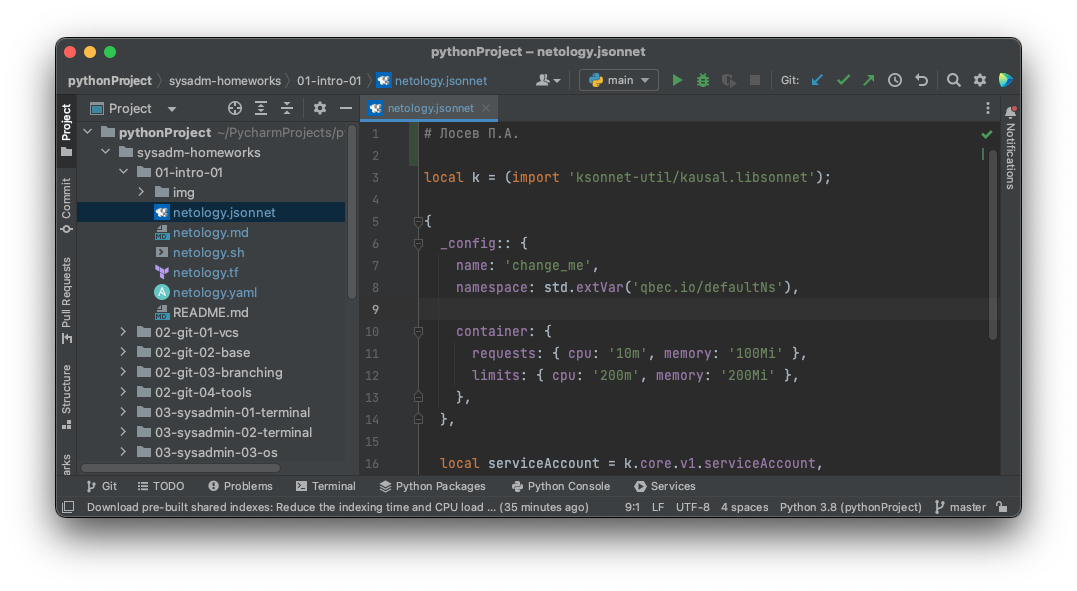 pythonProject – netology.jsonnet
pythonProject sysadm-homeworks 01-intro-01 netology.jsonnet main Git:
Project
netology.jsonnet
Project
Commit
Pull Requests
Structure
arks
pythonProject ~/PycharmProjects/p
sysadm-homeworks
01-intro-01
img
netology.jsonnet
netology.md
netology.sh
netology.tf
netology.yaml
README.md
02-git-01-vcs
02-git-02-base
02-git-03-branching
02-git-04-tools
03-sysadmin-01-terminal
03-sysadmin-02-terminal
03-sysadmin-03-os
1 # Лосев П.А.
2
3 local k = (import 'ksonnet-util/kausal.libsonnet');
4
5 {
6 _config:: {
7 name: 'change_me',
8 namespace: std.extVar('qbec.io/defaultNs'),
9
10 container: {
11 requests: { cpu: '10m', memory: '100Mi' },
12 limits: { cpu: '200m', memory: '200Mi' },
13 },
14 },
15
16 local serviceAccount = k.core.v1.serviceAccount,
Notifications
Git TODO Problems Terminal Python Packages Python Console Services
Download pre-built shared indexes: Reduce the indexing time and CPU load ... (35 minutes ago) 9:1 LF UTF-8 4 spaces Python 3.8 (pythonProject) master